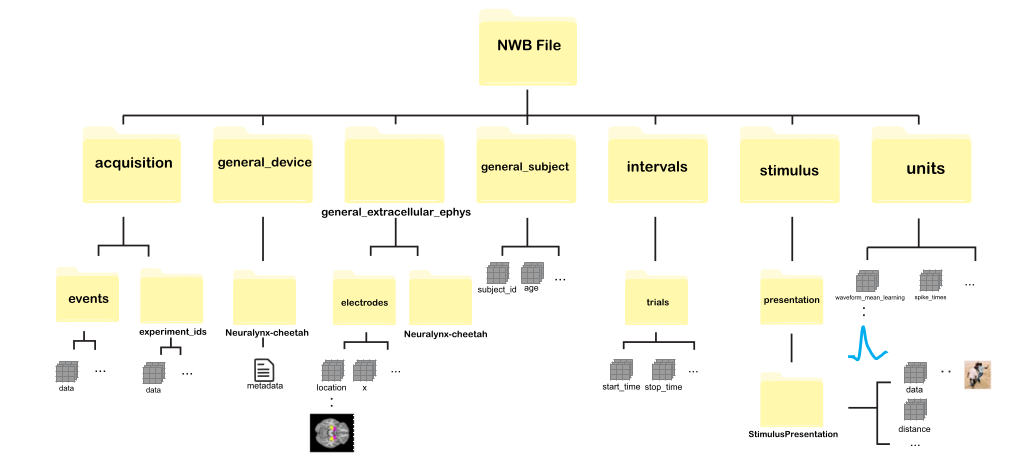 NWB File
acquisition
general_device
general_extracellular_ephys
general_subject
intervals
stimulus
units
events
experiment_ids
Neuralynx-cheetah
electrodes
Neuralynx-cheetah
subject_id
age
...
trials
presentation
waveform_mean_learning
spike_times
...
data
...
data
...
metadata
location
x
...
start_time
stop_time
...
StimulusPresentation
data
distance
...